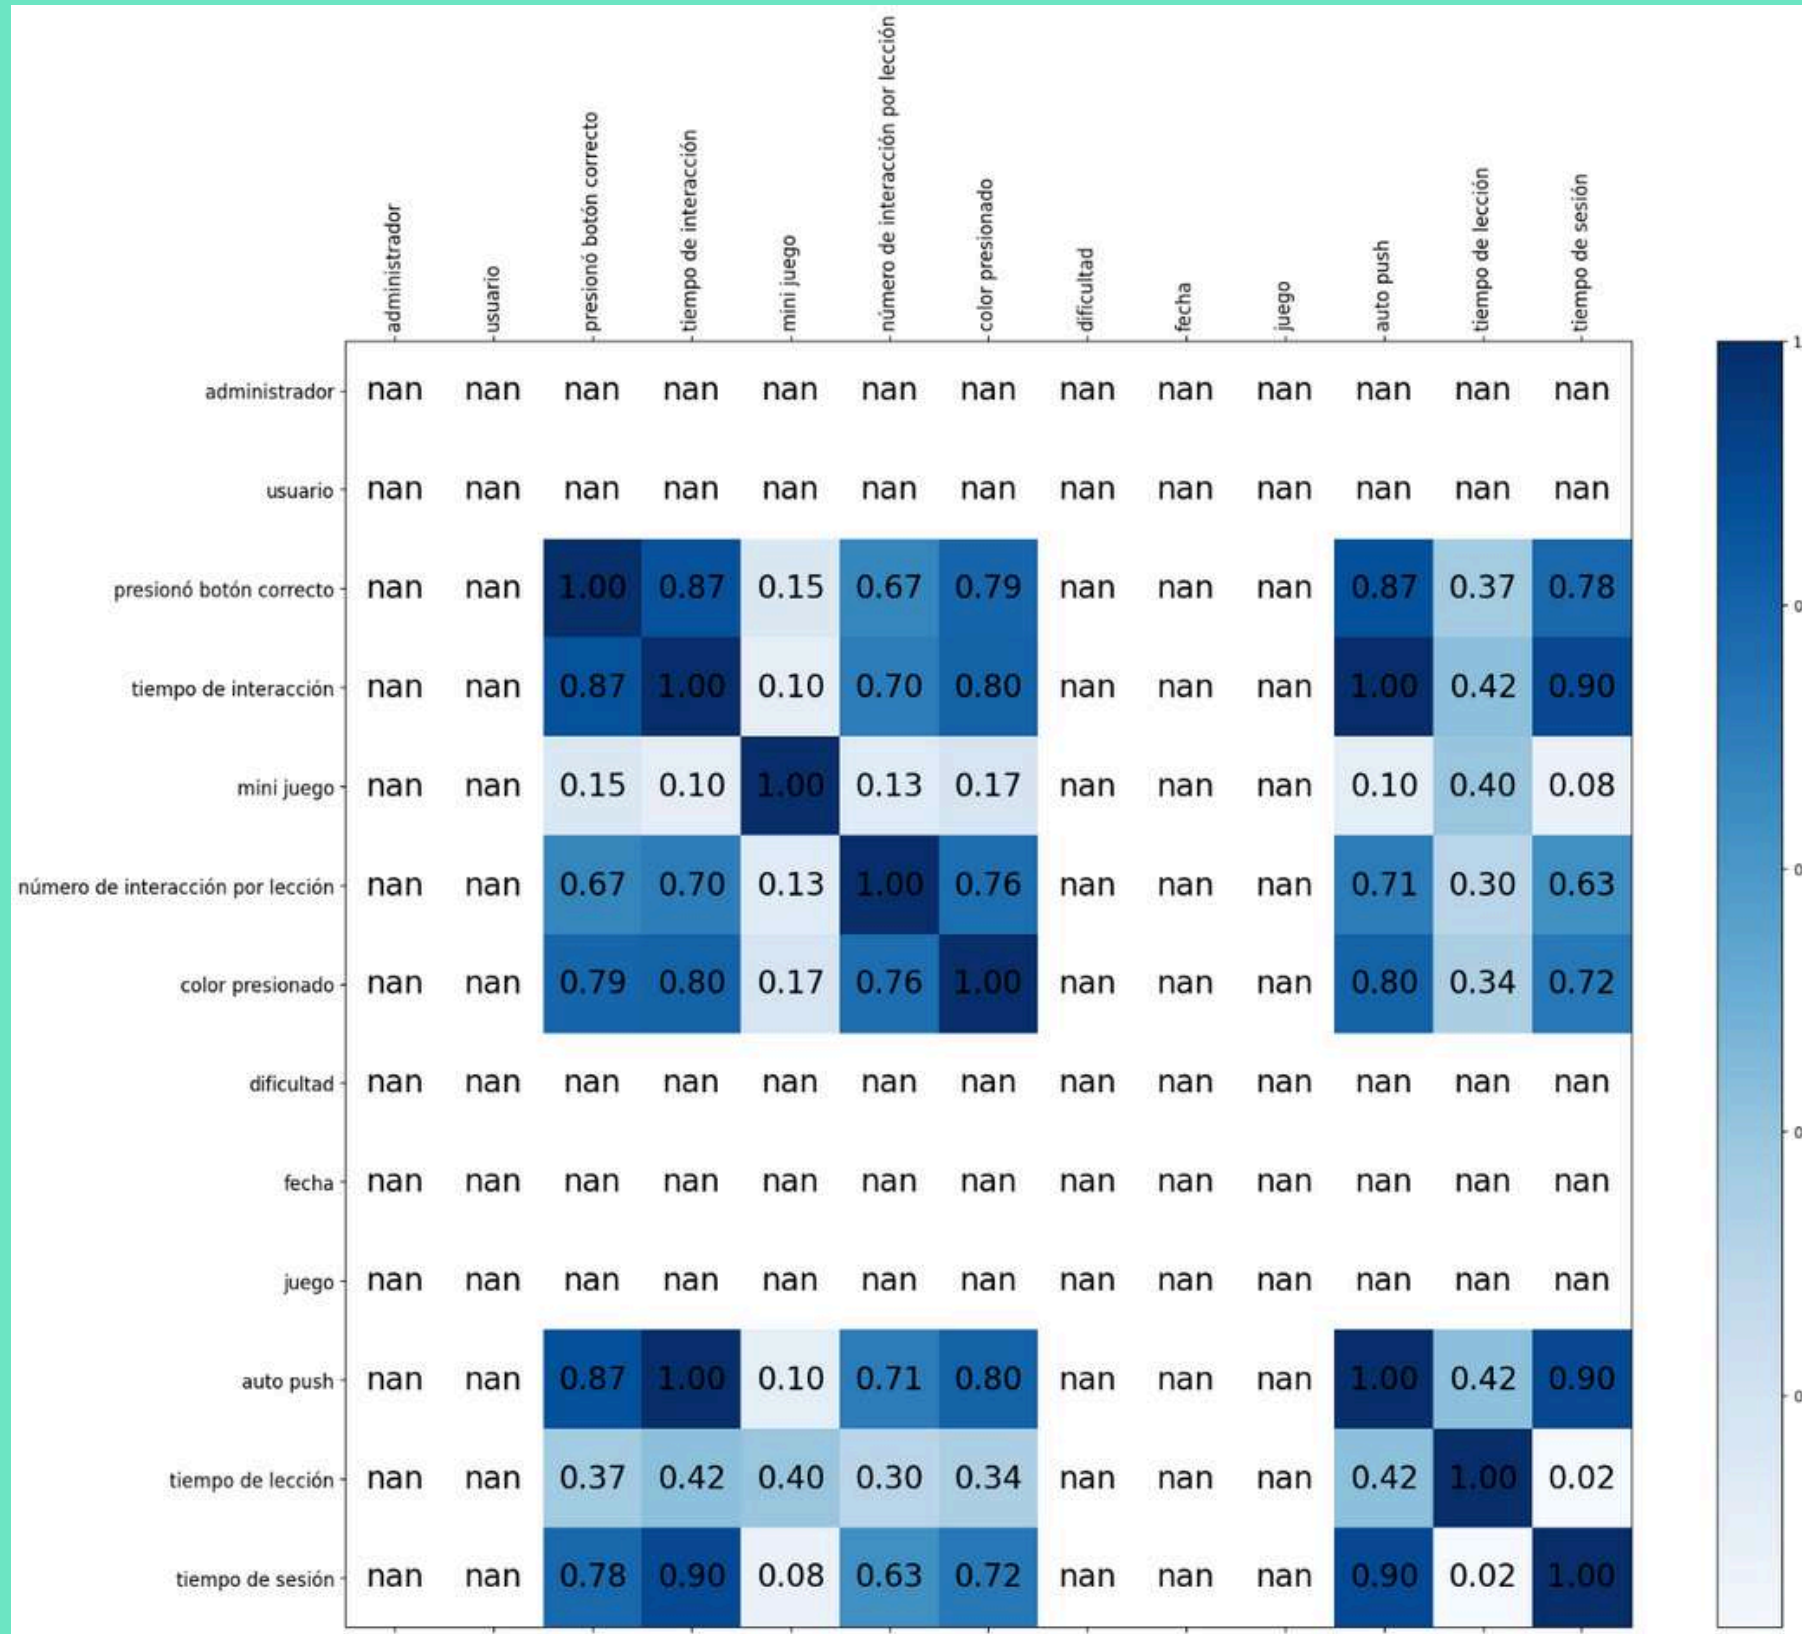 administrador
usuario
presionó botón correcto
tiempo de interacción
mini juego
número de interacción por lección
color presionado
dificultad
fecha
juego
auto push
tiempo de lección
tiempo de sesión
administrador nan nan nan nan nan nan nan nan nan nan nan nan nan
usuario nan nan nan nan nan nan nan nan nan nan nan nan nan
presionó botón correcto nan nan 1.00 0.87 0.15 0.67 0.79 nan nan nan 0.87 0.37 0.78
tiempo de interacción nan nan 0.87 1.00 0.10 0.70 0.80 nan nan nan 1.00 0.42 0.90
mini juego nan nan 0.15 0.10 1.00 0.13 0.17 nan nan nan 0.10 0.40 0.08
número de interacción por lección nan nan 0.67 0.70 0.13 1.00 0.76 nan nan nan 0.71 0.30 0.63
color presionado nan nan 0.79 0.80 0.17 0.76 1.00 nan nan nan 0.80 0.34 0.72
dificultad nan nan nan nan nan nan nan nan nan nan nan nan nan
fecha nan nan nan nan nan nan nan nan nan nan nan nan nan
juego nan nan nan nan nan nan nan nan nan nan nan nan nan
auto push nan nan 0.87 1.00 0.10 0.71 0.80 nan nan nan 1.00 0.42 0.90
tiempo de lección nan nan 0.37 0.42 0.40 0.30 0.34 nan nan nan 0.42 1.00 0.02
tiempo de sesión nan nan 0.78 0.90 0.08 0.63 0.72 nan nan nan 0.90 0.02 1.00